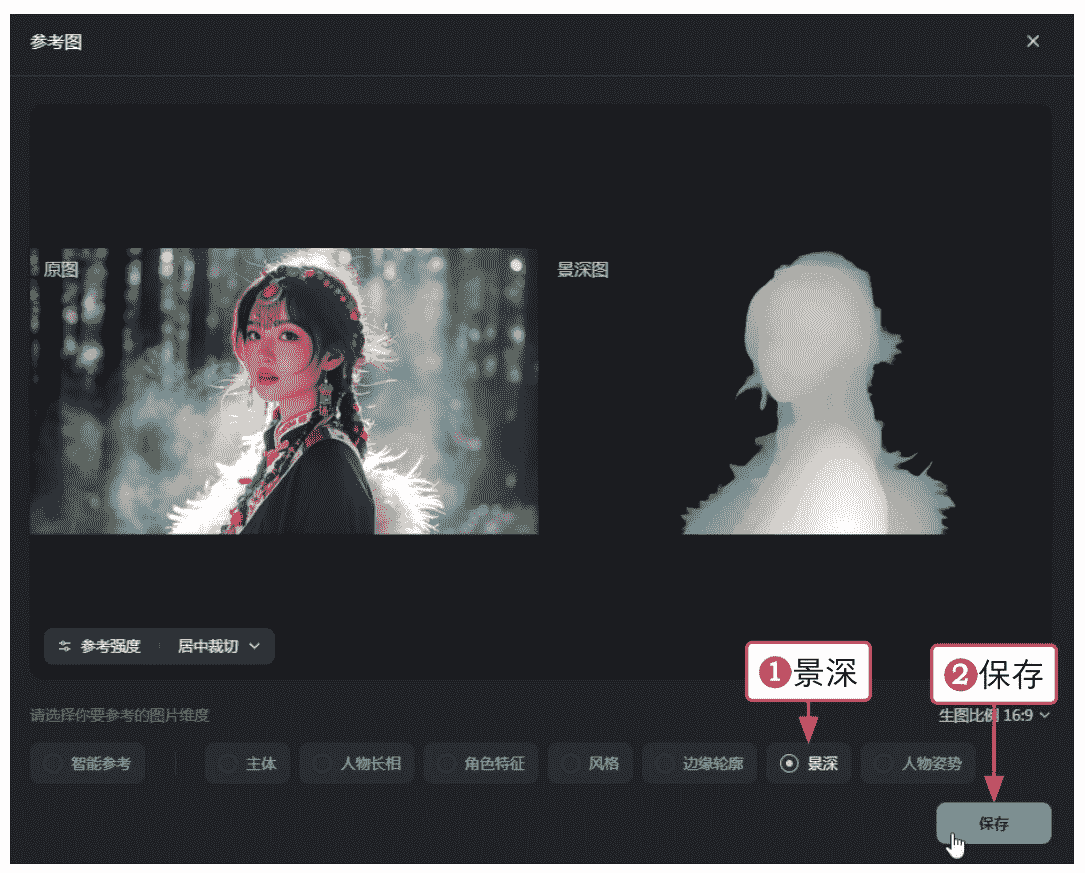 参考图
原图
景深图
参考强度
居中裁切
❶景深
❷保存
请选择你要参考的图片维度
生图比例 16:9
智能参考
主体
人物长相
角色特征
风格
边缘轮廓
景深
人物姿势
保存